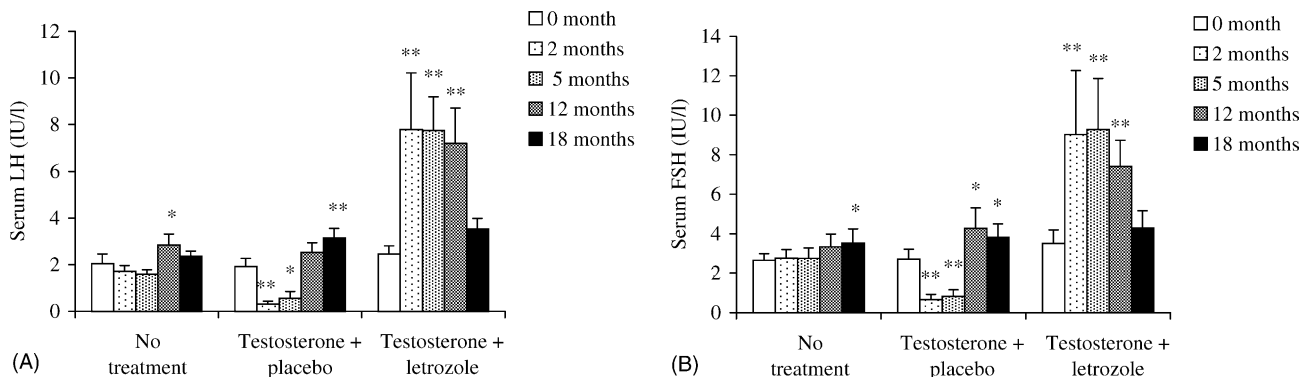 12
10
8
6
4
2
0
Serum LH (IU/l)
**
*
**
*
**
**
**
**
0 month
2 months
5 months
12 months
18 months
No
treatment
Testosterone +
placebo
Testosterone +
letrozole
(A)
14
12
10
8
6
4
2
0
Serum FSH (IU/l)
*
**
**
*
*
**
**
**
0 month
2 months
5 months
12 months
18 months
No
treatment
Testosterone +
placebo
Testosterone +
letrozole
(B)